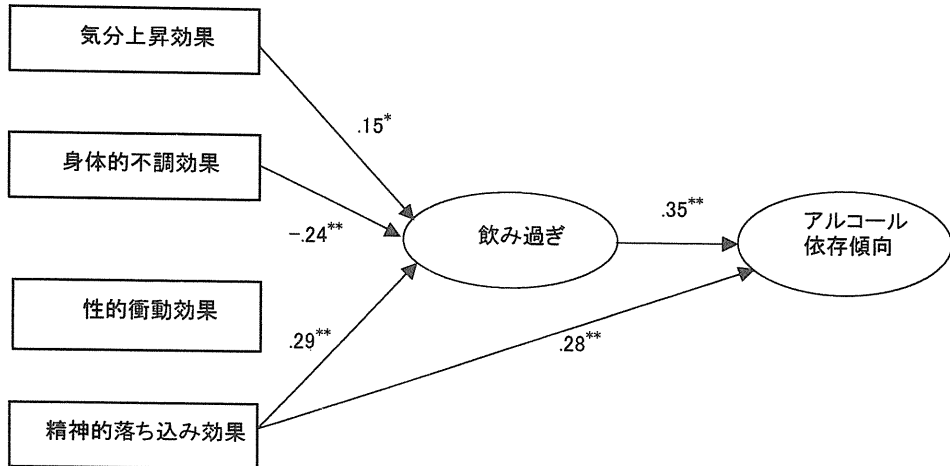 気分上昇効果
.15*
身体的不調効果
-.24**
飲み過ぎ
.35**
アルコール
依存傾向
性的衝動効果
.29**
.28**
精神的落ち込み効果